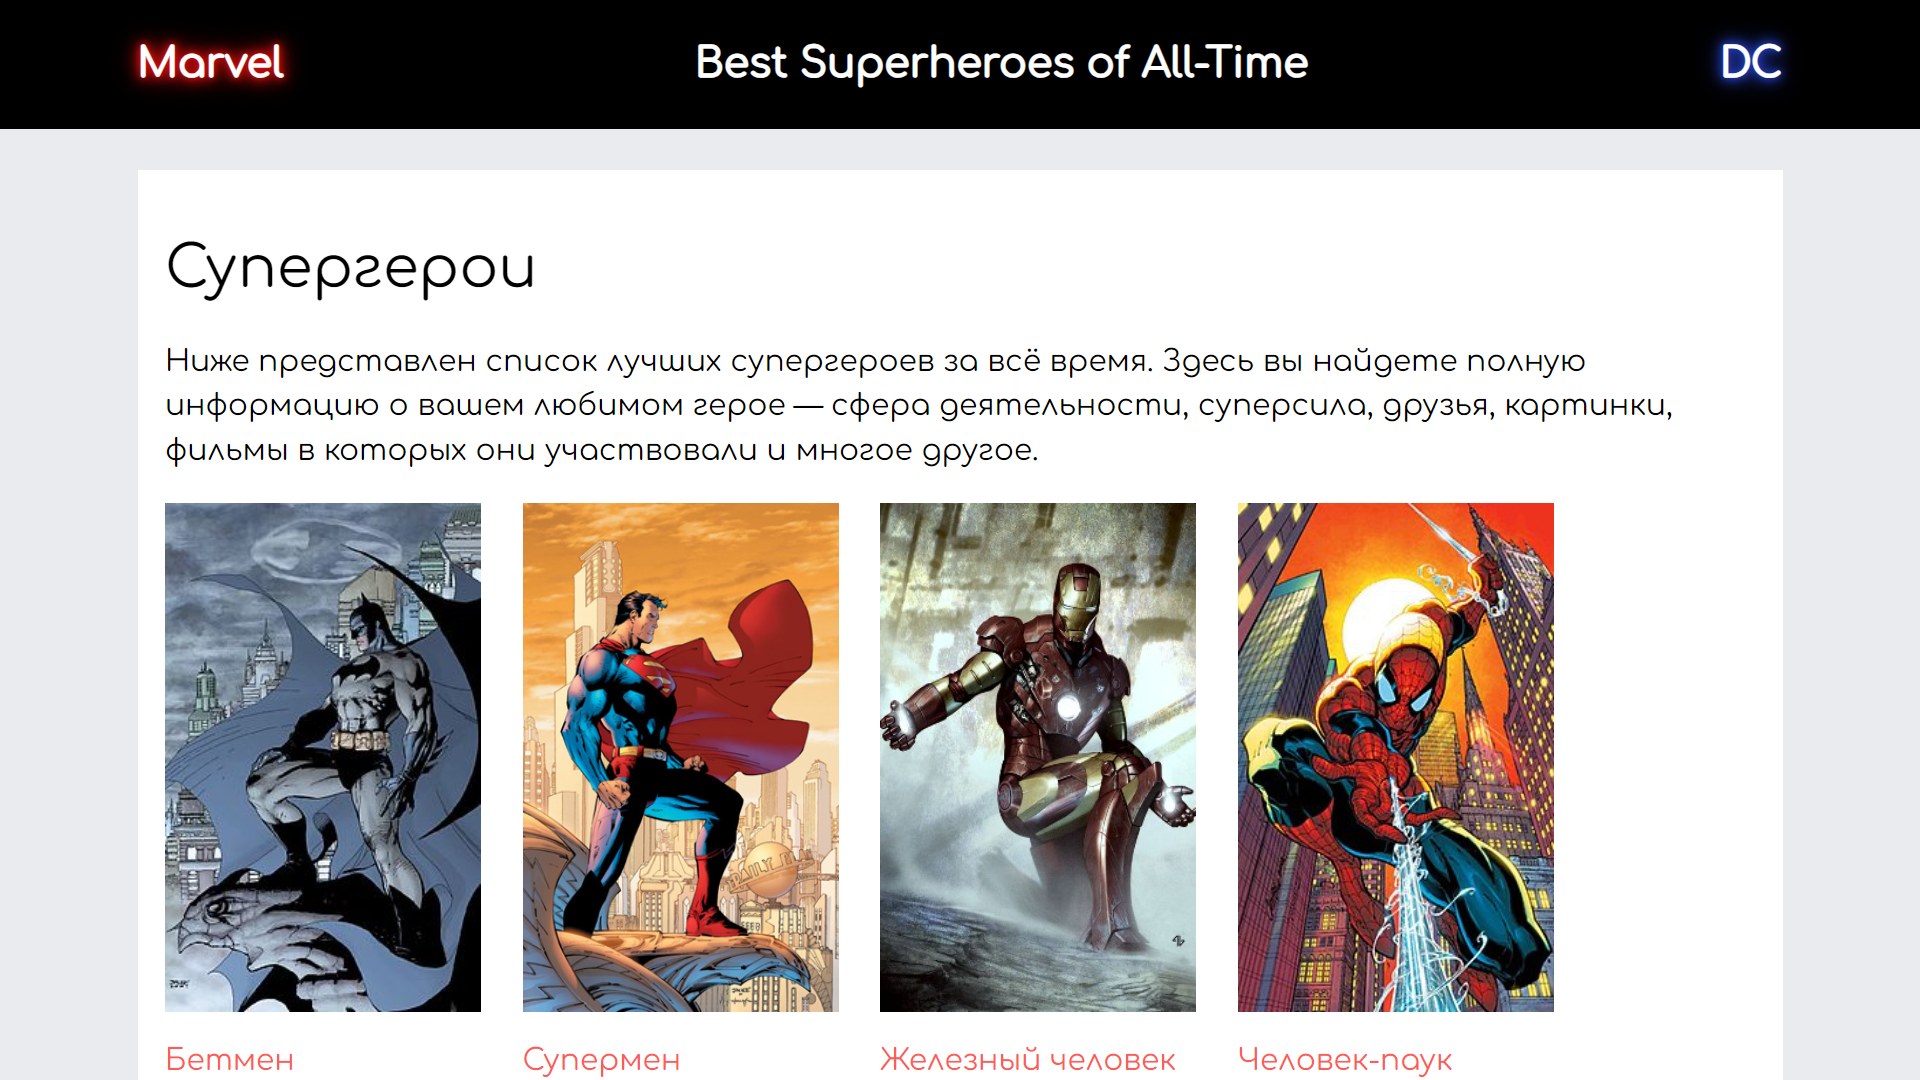 Marvel Best Superheroes of All-Time DC
Супергерои
Ниже представлен список лучших супергероев за всё время. Здесь вы найдете полную
информацию о вашем любимом герое — сфера деятельности, суперсила, друзья, картинки,
фильмы в которых они участвовали и многое другое.
DAILY
Бетмен Супермен Железный человек Человек-паук